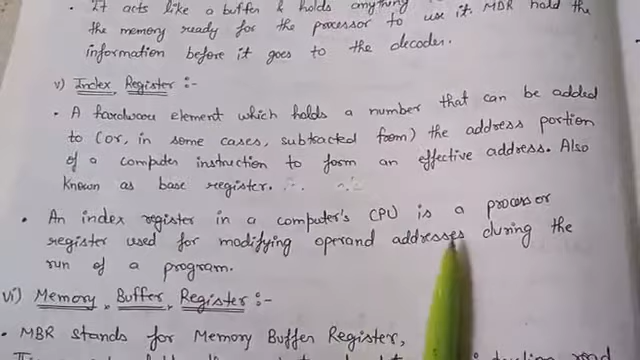 • It acts like a buffer & holds anything
the memory ready for the processor to use it. MDR hold the
information before it goes to the decoder.
v) Index Register :-
• A hardware element which holds a number that can be added
to (or, in some cases, subtracted from) the address portion
of a computer instruction to form an effective address. Also
known as base register.
• An index register in a computer's CPU is a processor
register used for modifying operand addresses during the
run of a program.
vi) Memory Buffer Register :-
• MBR stands for Memory Buffer Register,